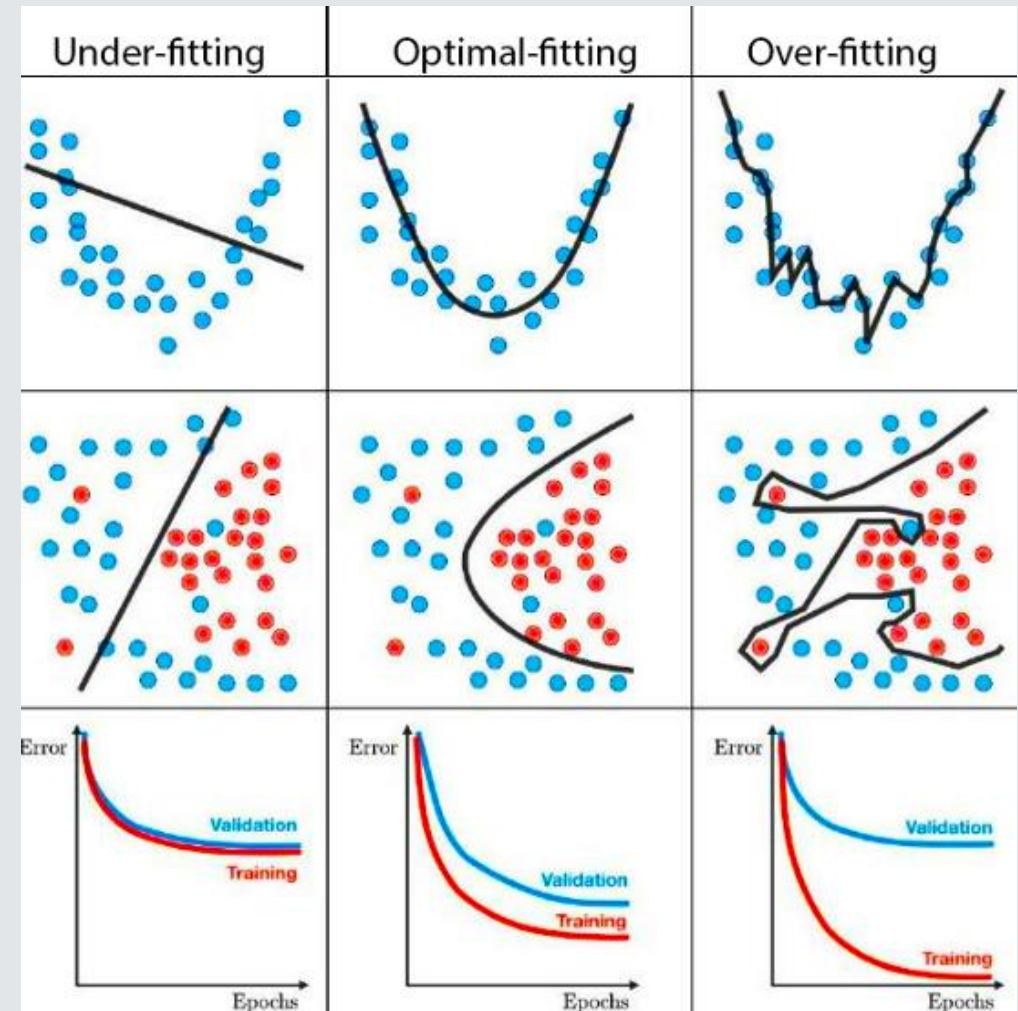 Under-fitting
Optimal-fitting
Over-fitting
Error
Validation
Training
Epochs
Error
Validation
Training
Epochs
Error
Validation
Training
Epochs